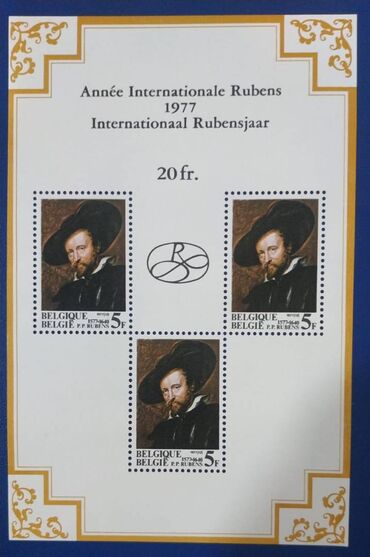 Année Internationale Rubens
1977
Internationaal Rubensjaar
20 fr.
R
BELGIQUE 1577-1640 5F
BELGIË P.P. RUBENS
BELGIQUE 1577-1640 5F
BELGIË P.P. RUBENS
BELGIQUE 1577-1640 5F
BELGIË P.P. RUBENS